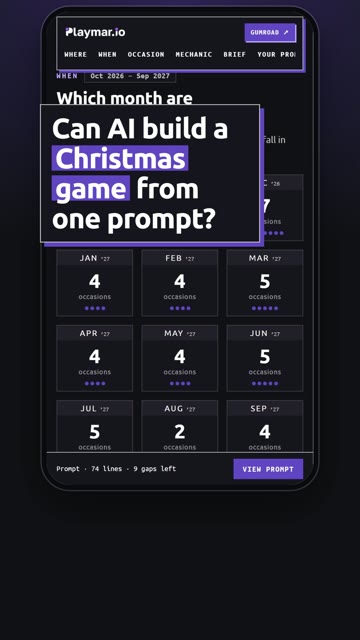 Playmar.io
GUMROAD ↗
WHERE WHEN OCCASION MECHANIC BRIEF YOUR PRO
WHEN Oct 2026 – Sep 2027
Which month are
Can AI build a
Christmas
game from
one prompt?
fall in
'26
JAN '27 FEB '27 MAR '27
4 4 5
occasions occasions occasions
APR '27 MAY '27 JUN '27
4 4 5
occasions occasions occasions
JUL '27 AUG '27 SEP '27
5 2 4
occasions occasions occasions
Prompt · 74 lines · 9 gaps left
VIEW PROMPT